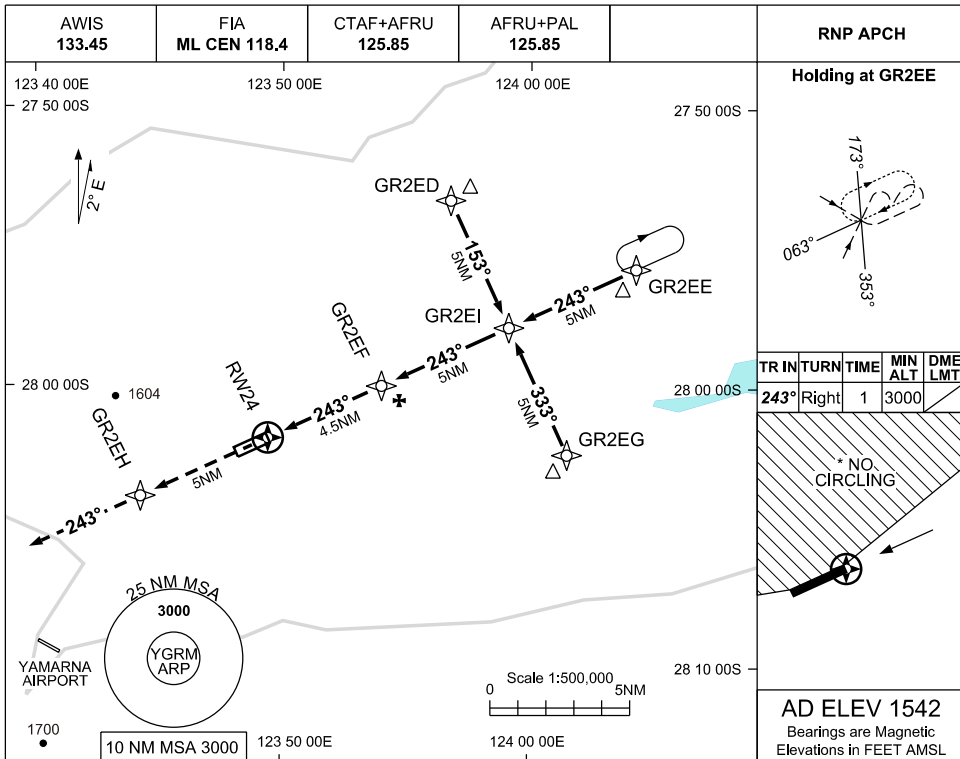 AWIS
133.45
FIA
ML CEN 118.4
CTAF+AFRU
125.85
AFRU+PAL
125.85
RNP APCH
123 40 00E
123 50 00E
124 00 00E
27 50 00S
27 50 00S
2° E
GR2ED
153°
5NM
GR2EE
243°
5NM
GR2EI
GR2EF
243°
5NM
RW24
243°
4.5NM
28 00 00S
28 00 00S
1604
GR2EH
5NM
333°
5NM
GR2EG
243°
25 NM MSA
3000
YGRM
ARP
YAMARNA
AIRPORT
1700
10 NM MSA 3000
Scale 1:500,000
0
5NM
28 10 00S
123 50 00E
124 00 00E
Holding at GR2EE
173°
063°
353°
TR IN TURN TIME MIN ALT DME LMT
243° Right 1 3000
* NO
CIRCLING
AD ELEV 1542
Bearings are Magnetic
Elevations in FEET AMSL